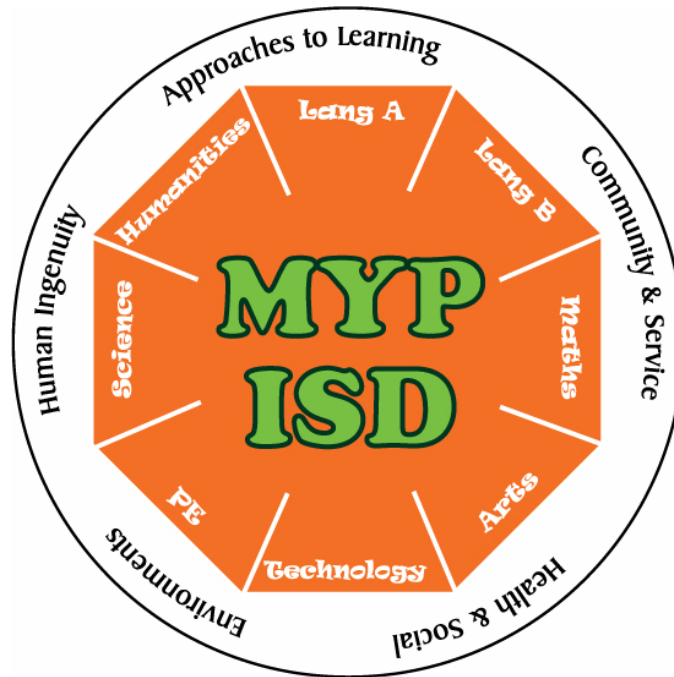 Approaches to Learning
Community & Service
Health & Social
Environments
Human Ingenuity
Lang A
Lang B
Maths
Arts
Technology
PE
Science
Humanities
MYP
ISD